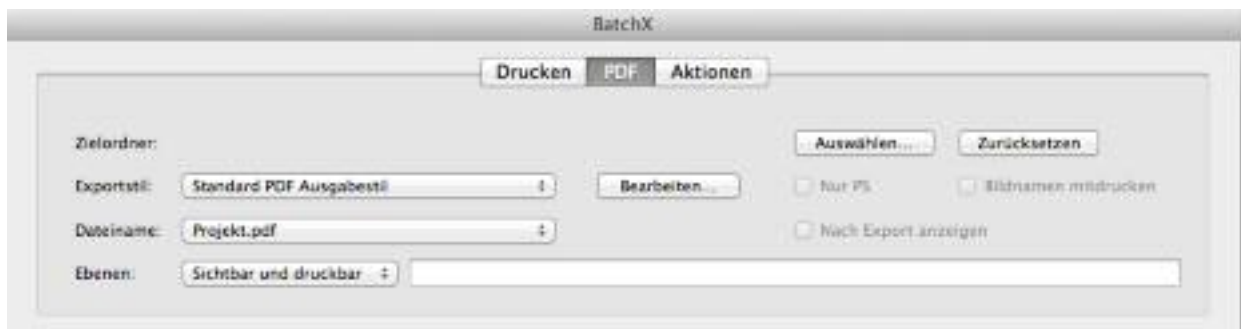 BatchX
Drucken PDF Aktionen
Zielordner: Auswählen... Zurücksetzen
Exportstil: Standard PDF Ausgabestil Bearbeiten... Nur PS Bildnamen mitdrucken
Dateiname: Projekt.pdf Nach Export anzeigen
Ebenen: Sichtbar und druckbar